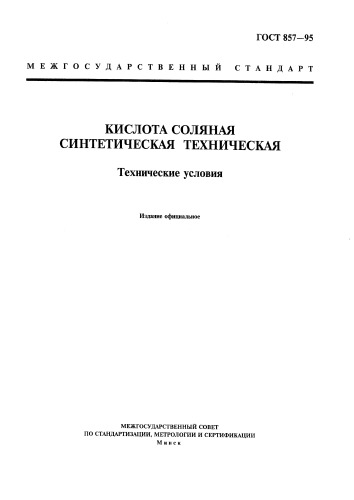 ГОСТ 857—95
МЕЖГОСУДАРСТВЕННЫЙ СТАНДАРТ
КИСЛОТА СОЛЯНАЯ
СИНТЕТИЧЕСКАЯ ТЕХНИЧЕСКАЯ
Технические условия
Издание официальное
МЕЖГОСУДАРСТВЕННЫЙ СОВЕТ
ПО СТАНДАРТИЗАЦИИ, МЕТРОЛОГИИ И СЕРТИФИКАЦИИ
Минск